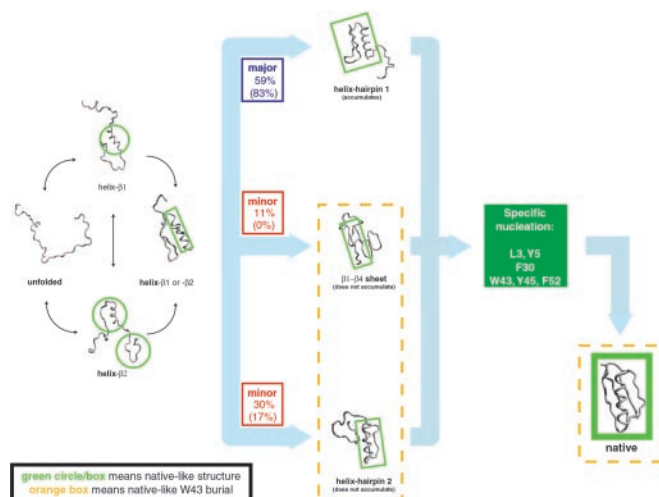 major
59%
(83%)
helix-hairpin 1
(accumulates)
helix-β1
unfolded
helix-β1 or -β2
helix-β2
minor
11%
(0%)
β1-β4 sheet
(does not accumulate)
Specific
nucleation:
L3, Y5
F30
W43, Y45, F52
native
minor
30%
(17%)
helix-hairpin 2
(does not accumulate)
green circle/box means native-like structure
orange box means native-like W43 burial